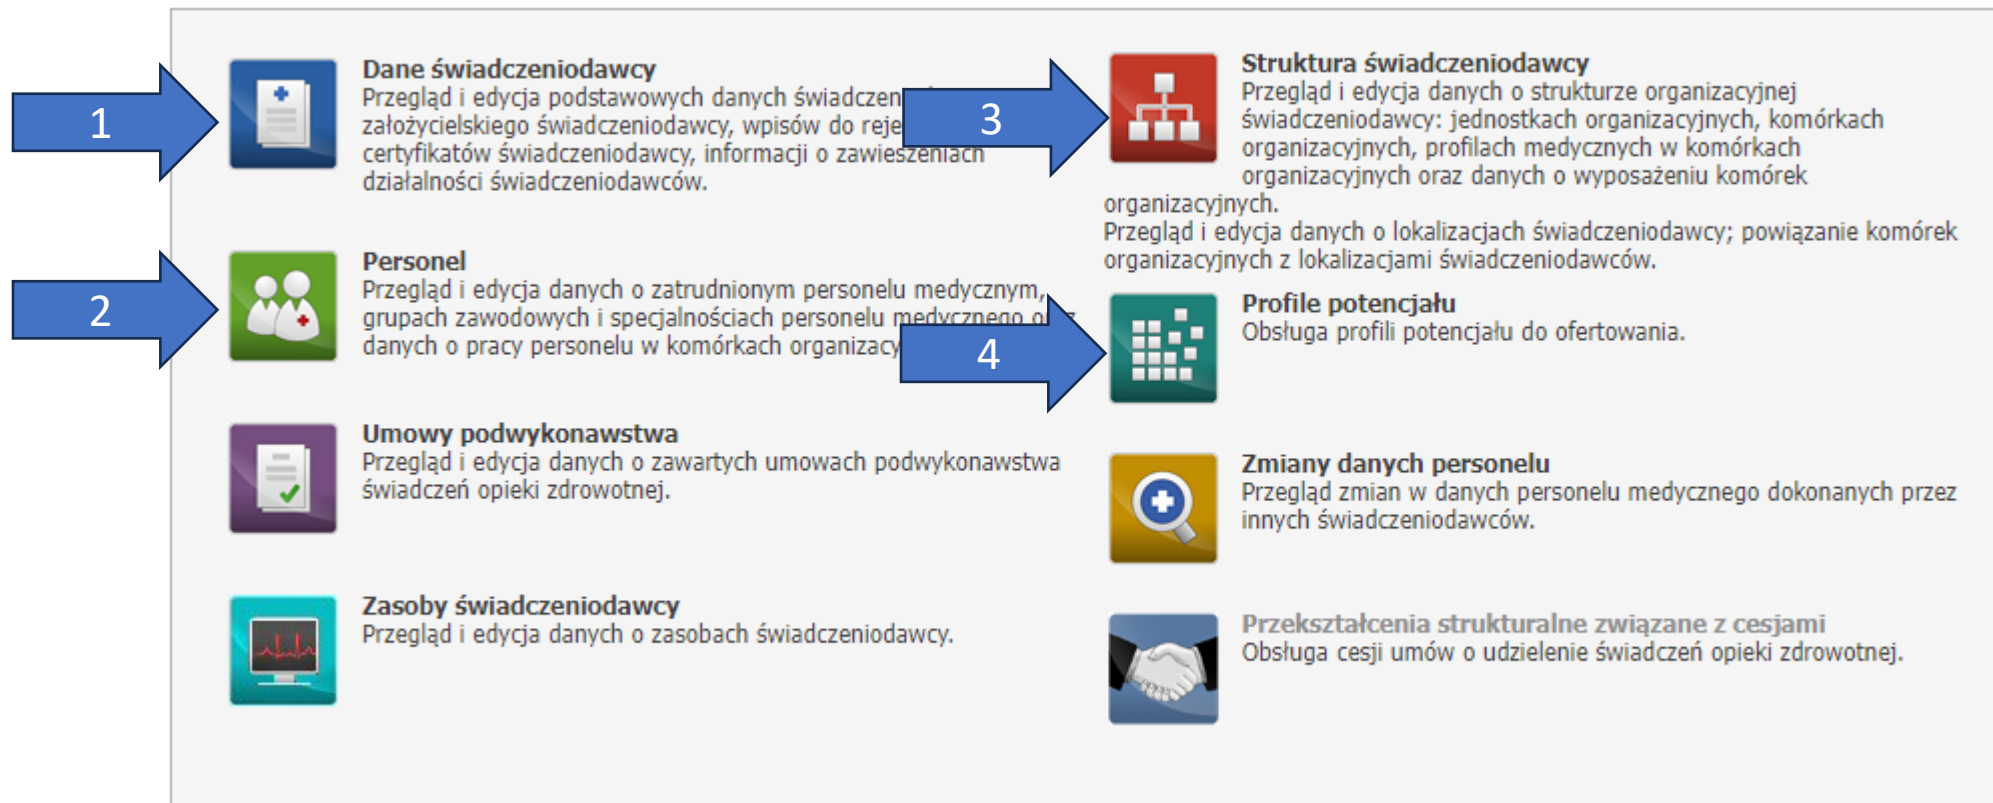 1
Dane świadczeniodawcy
Przegląd i edycja podstawowych danych
założycielskiego świadczeniodawcy, wpisów do
certyfikatów świadczeniodawcy, informacji o zawieszeniach
działalności świadczeniodawców.
2
Personel
Przegląd i edycja danych o zatrudnionym personelu medycznym,
grupach zawodowych i specjalnościach personelu medycznego
danych o pracy personelu w komórkach
Umowy podwykonawstwa
Przegląd i edycja danych o zawartych umowach podwykonawstwa
świadczeń opieki zdrowotnej.
Zasoby świadczeniodawcy
Przegląd i edycja danych o zasobach świadczeniodawcy.
3
Struktura świadczeniodawcy
Przegląd i edycja danych o strukturze organizacyjnej
świadczeniodawcy: jednostkach organizacyjnych, komórkach
organizacyjnych, profilach medycznych w komórkach
organizacyjnych oraz danych o wyposażeniu komórek
organizacyjnych.
Przegląd i edycja danych o lokalizacjach świadczeniodawcy; powiązanie komórek
organizacyjnych z lokalizacjami świadczeniodawców.
4
Profile potencjału
Obsługa profili potencjału do ofertowania.
Zmiany danych personelu
Przegląd zmian w danych personelu medycznego dokonanych przez
innych świadczeniodawców.
Przekształcenia strukturalne związane z cesjami
Obsługa cesji umów o udzielenie świadczeń opieki zdrowotnej.